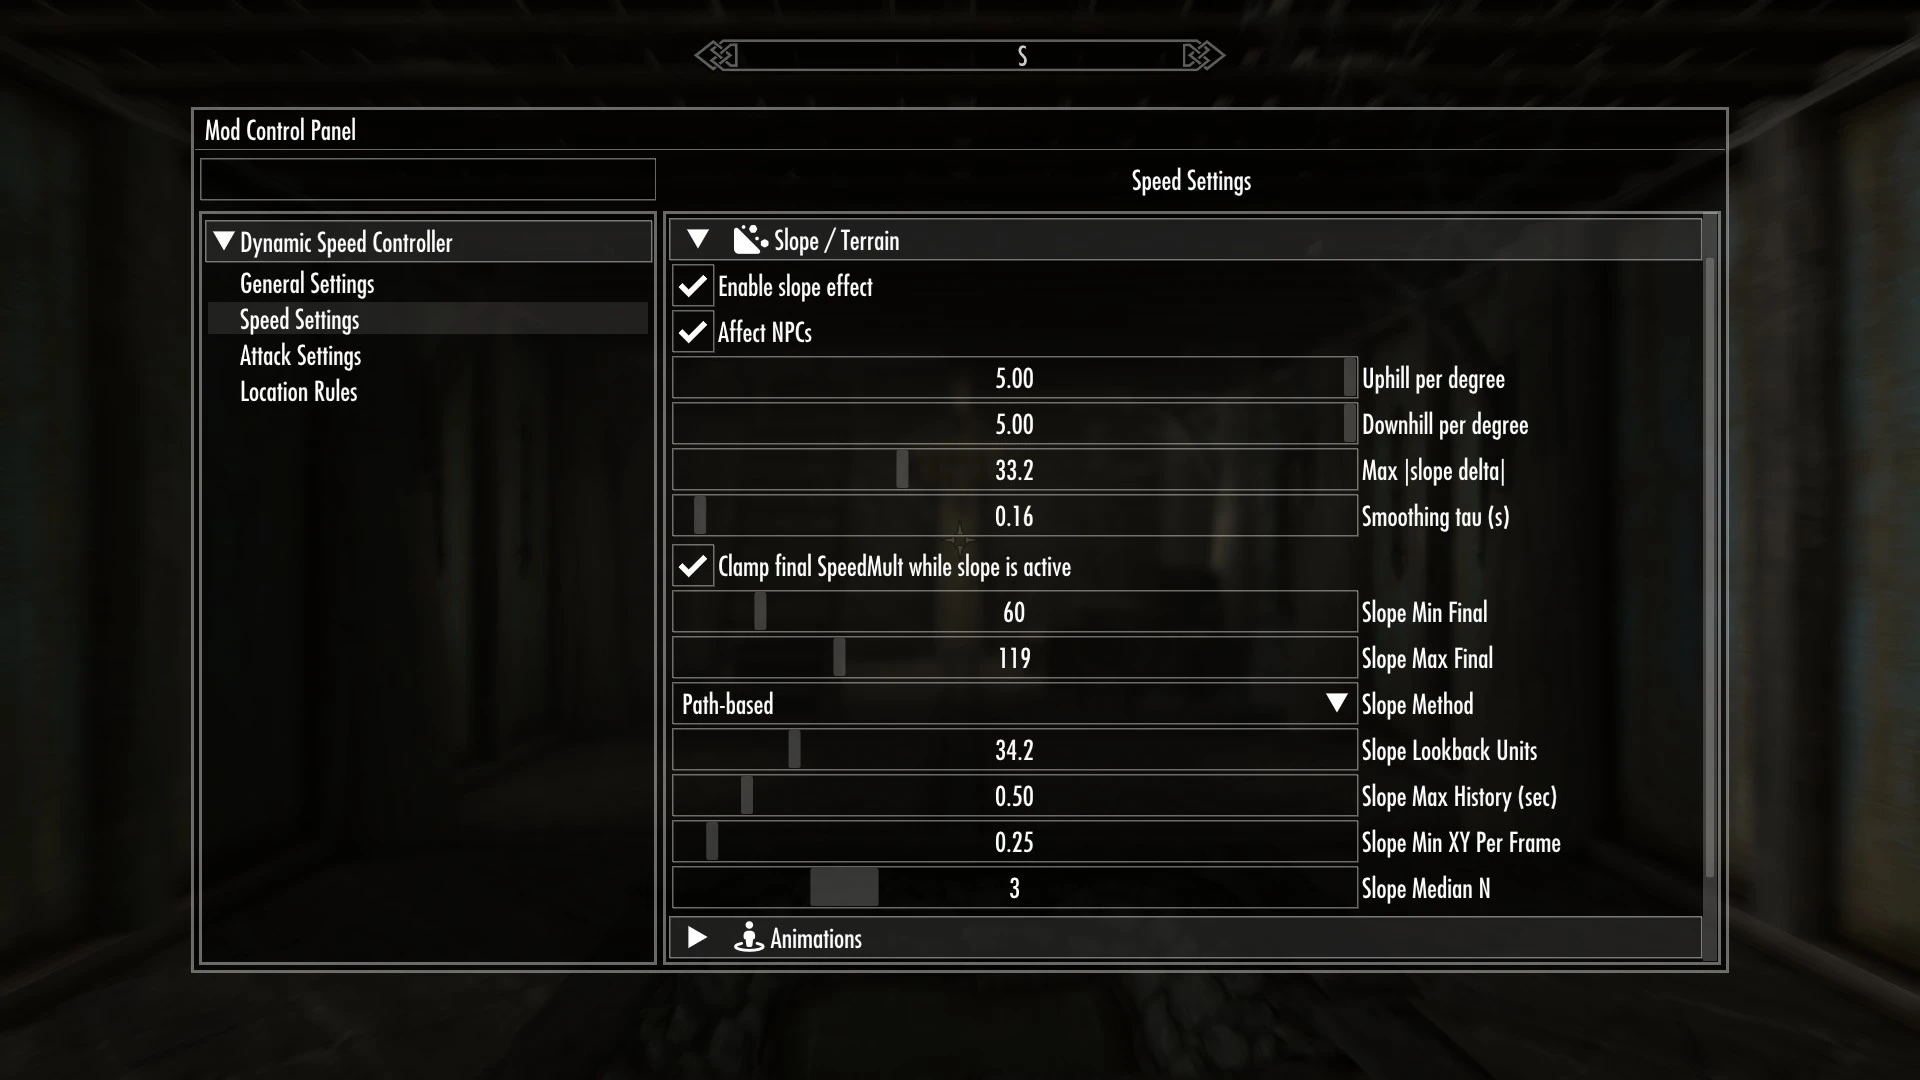 S
Mod Control Panel
Speed Settings
Dynamic Speed Controller
General Settings
Speed Settings
Attack Settings
Location Rules
Slope / Terrain
Enable slope effect
Affect NPCs
5.00 Uphill per degree
5.00 Downhill per degree
33.2 Max |slope delta|
0.16 Smoothing tau (s)
Clamp final SpeedMult while slope is active
60 Slope Min Final
119 Slope Max Final
Path-based Slope Method
34.2 Slope Lookback Units
0.50 Slope Max History (sec)
0.25 Slope Min XY Per Frame
3 Slope Median N
Animations